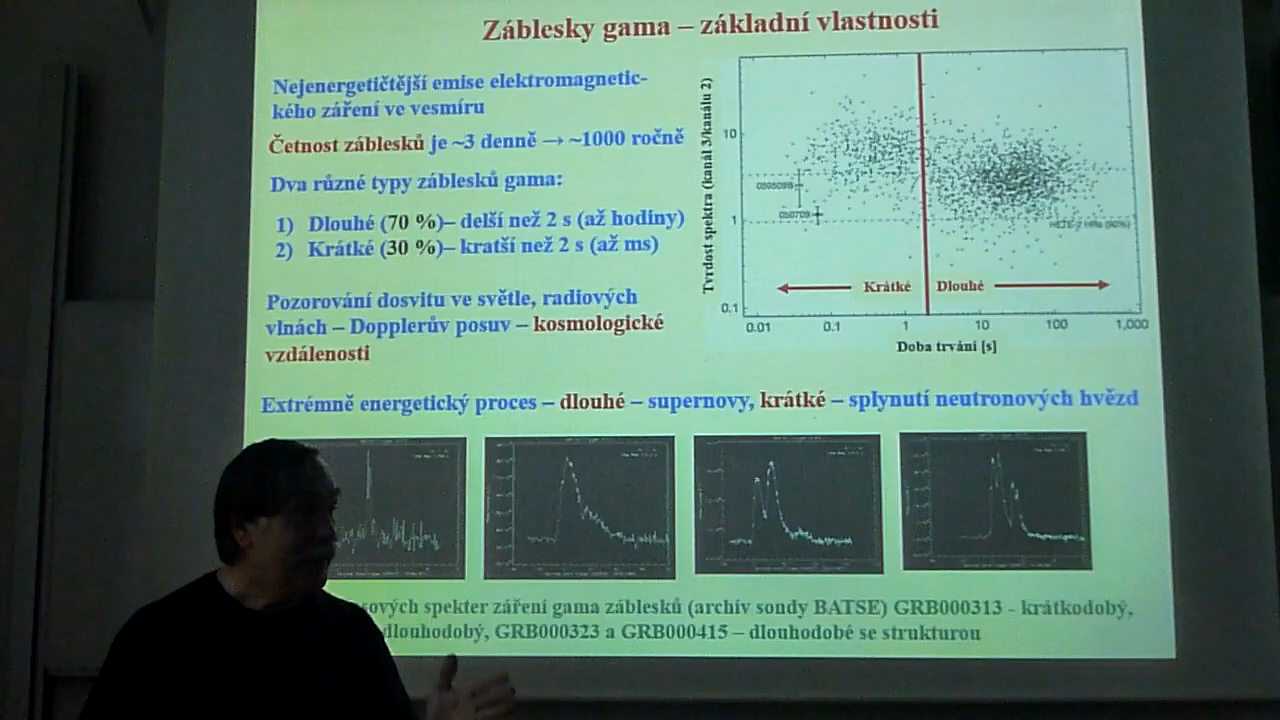 Záblesky gama – základní vlastnosti
Nejenergetičtější emise elektromagnetic-
kého záření ve vesmíru
Četnost záblesků je ~3 denně → ~1000 ročně
Dva různé typy záblesků gama:
1) Dlouhé (70 %)– delší než 2 s (až hodiny)
2) Krátké (30 %)– kratší než 2 s (až ms)
Pozorování dosvitu ve světle, radiových
vlnách – Dopplerův posuv – kosmologické
vzdálenosti
Tvrdost spektra (kanál 3/kanálu 2)
10
1
0.1
050709
Krátké Dlouhé
0.01 0.1 1 10 100 1,000
Doba trvání [s]
Extrémně energetický proces – dlouhé – supernovy, krátké – splynutí neutronových hvězd
sových spekter záření gama záblesků (archív sondy BATSE) GRB000313 - krátkodobý,
dlouhodobý, GRB000323 a GRB000415 – dlouhodobé se strukturou